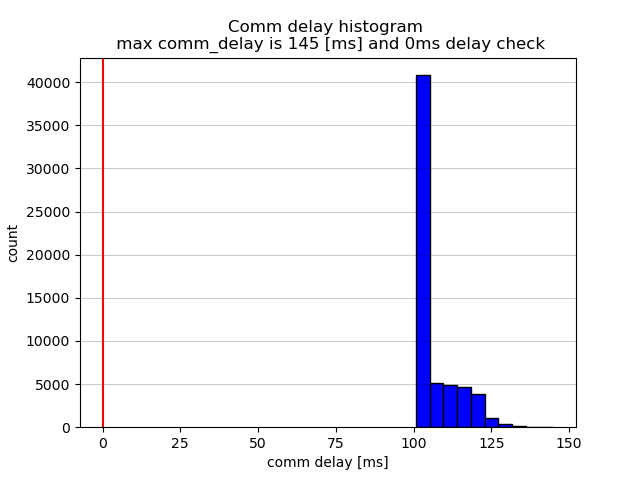 Comm delay histogram
max comm_delay is 145 [ms] and 0ms delay check
40000
35000
30000
25000
20000
15000
10000
5000
0
count
0 25 50 75 100 125 150
comm delay [ms]